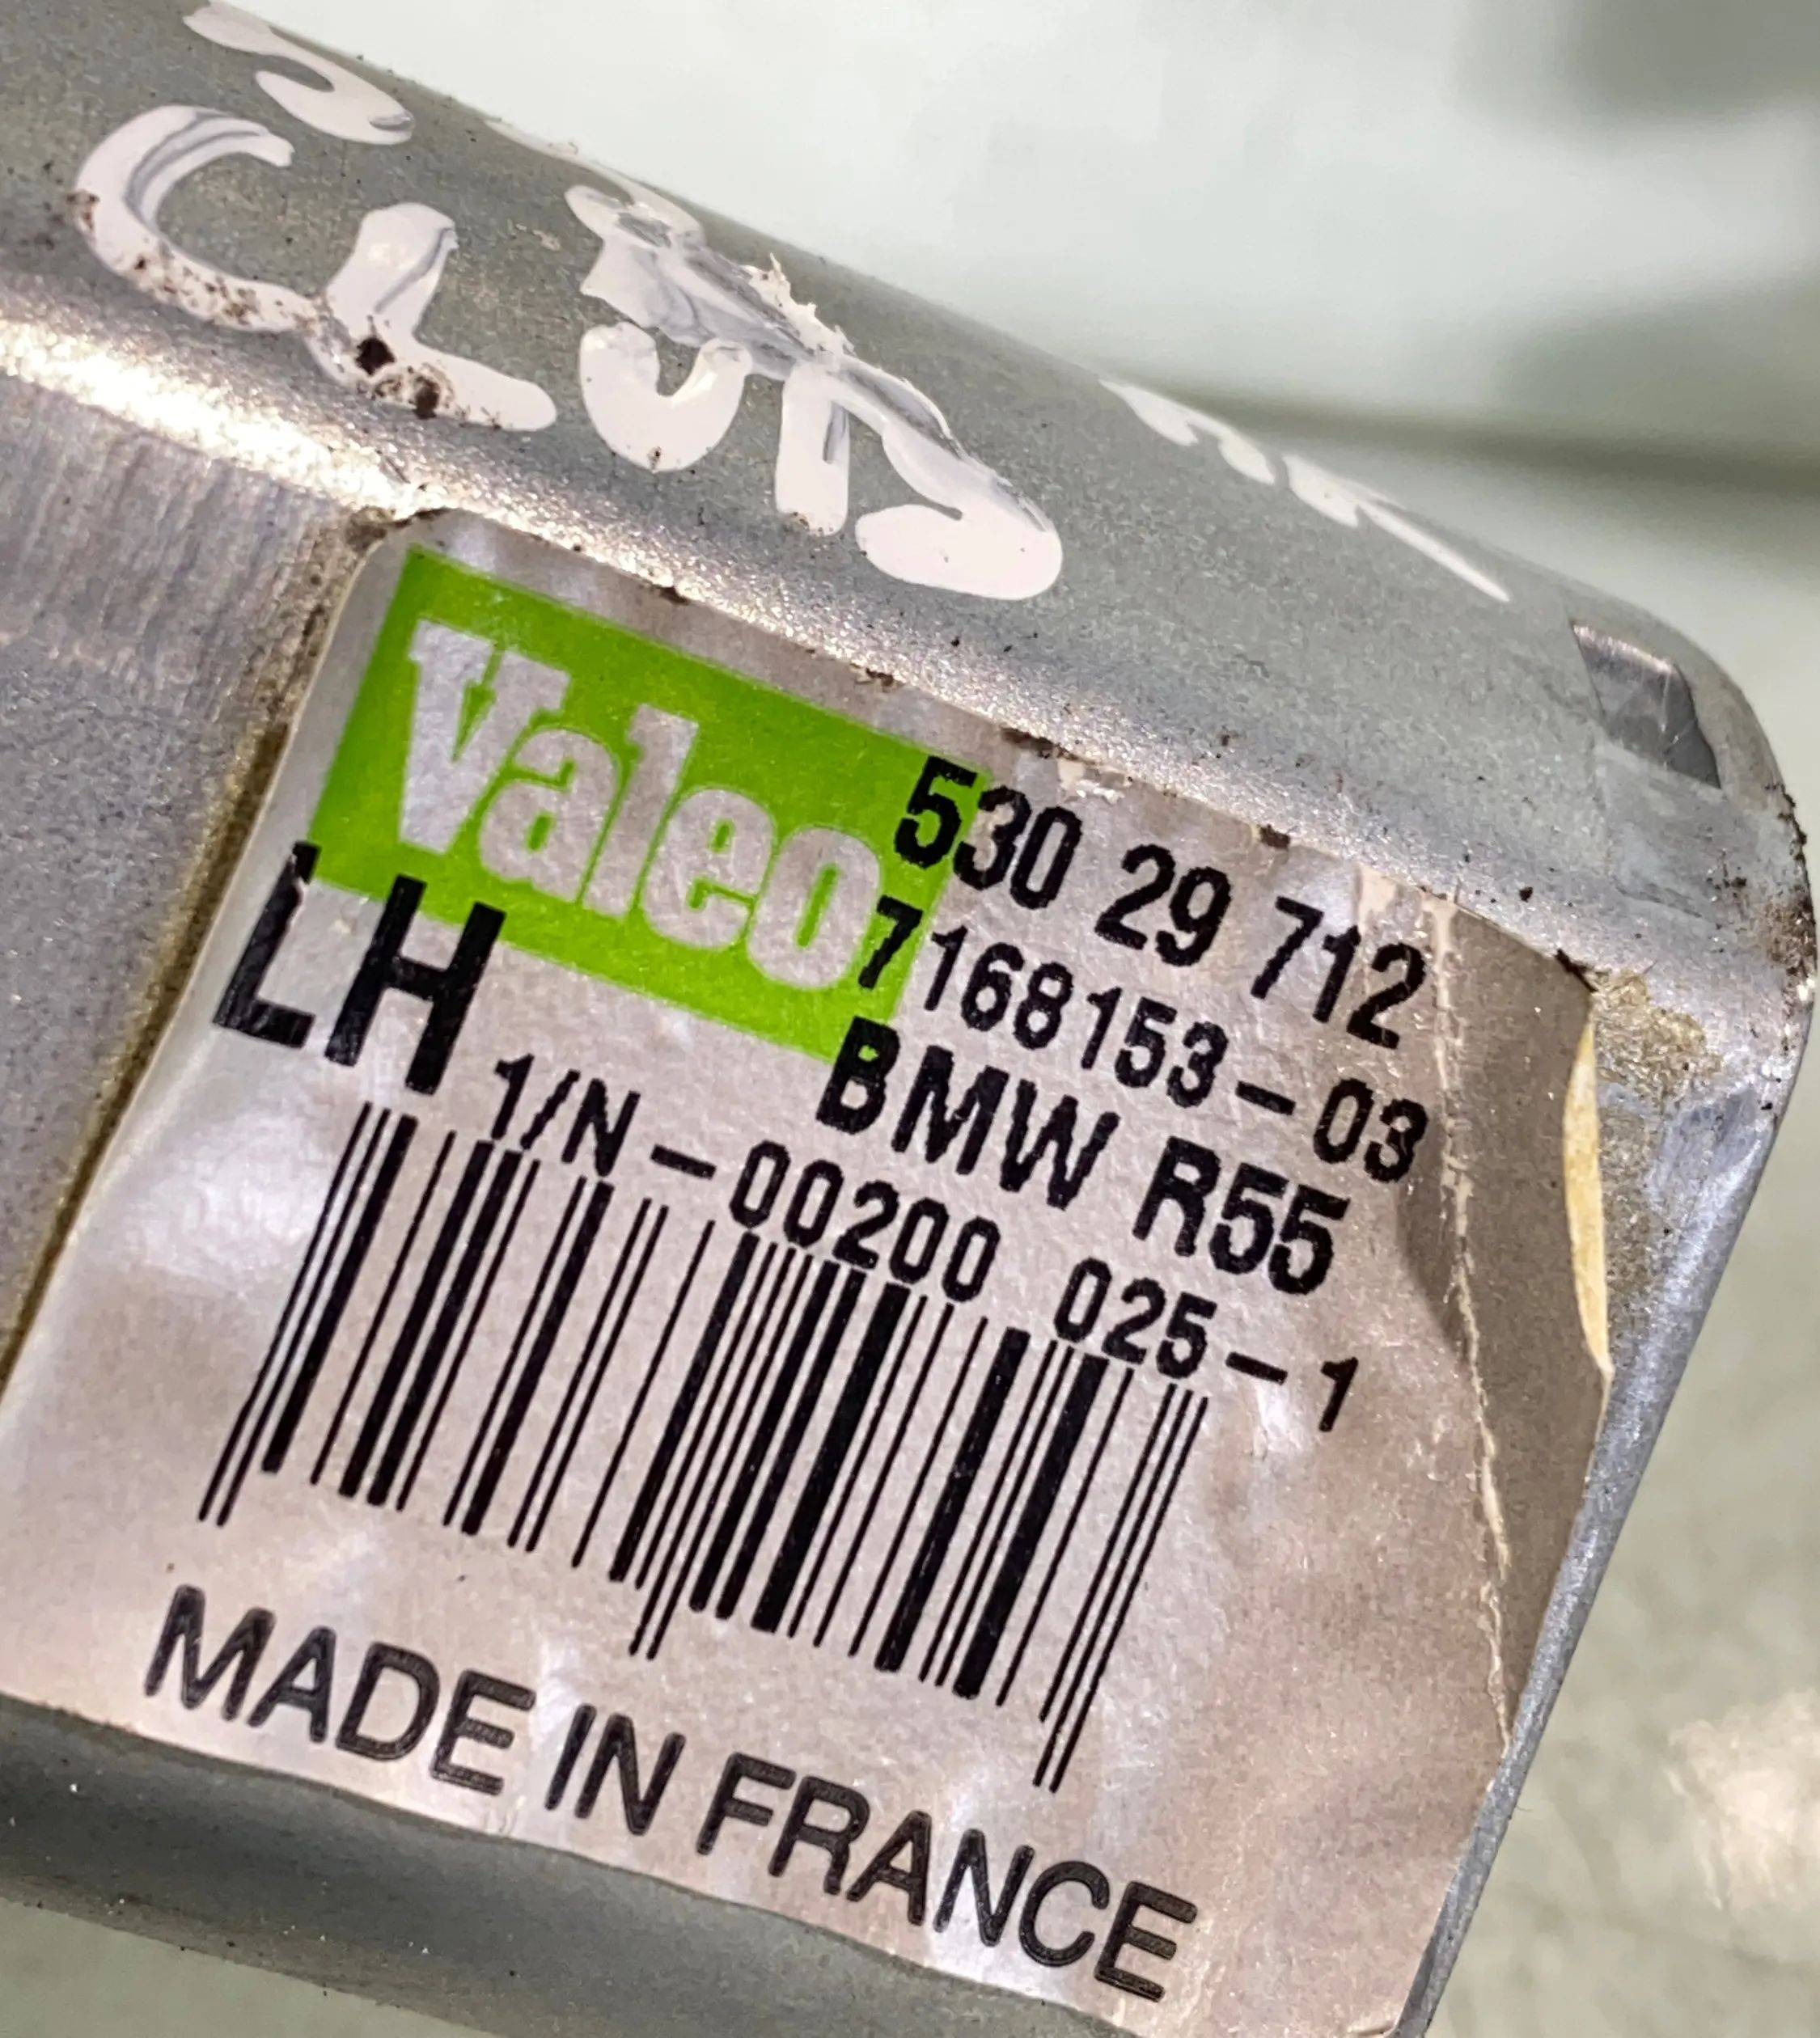 Valeo
530 29 712
7168153-03
BMW R55
LH
1/N-00200 025-1
MADE IN FRANCE